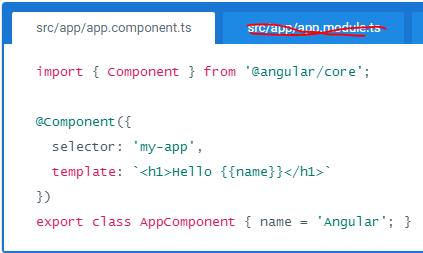 src/app/app.component.ts
src/app/app.module.ts
import { Component } from '@angular/core';
@Component({
  selector: 'my-app',
  template: `<h1>Hello {{name}}</h1>`
})
export class AppComponent { name = 'Angular'; }